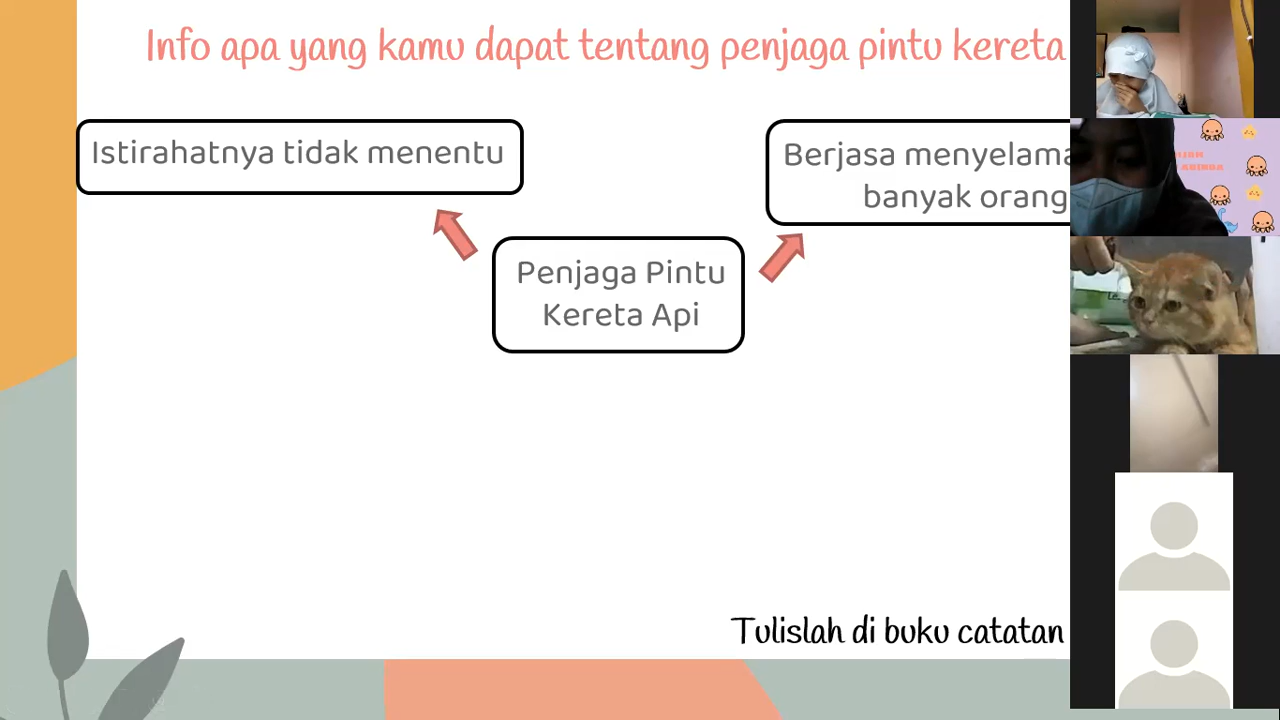 Info apa yang kamu dapat tentang penjaga pintu kereta
Istirahatnya tidak menentu
Berjasa menyelama
banyak orang
Penjaga Pintu
Kereta Api
Tulislah di buku catatan